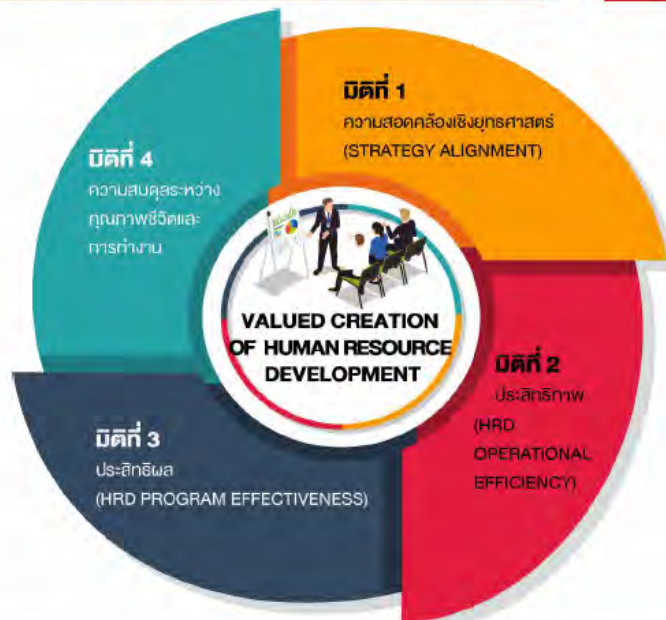 มิติที่ 1
ความสอดคล้องเชิงยุทธศาสตร์
(STRATEGY ALIGNMENT)
มิติที่ 2
ประสิทธิภาพ
(HRD
OPERATIONAL
EFFICIENCY)
มิติที่ 3
ประสิทธิผล
(HRD PROGRAM EFFECTIVENESS)
มิติที่ 4
ความสมดุลระหว่าง
คุณภาพชีวิตและ
การทำงาน
VALUED CREATION
OF HUMAN RESOURCE
DEVELOPMENT